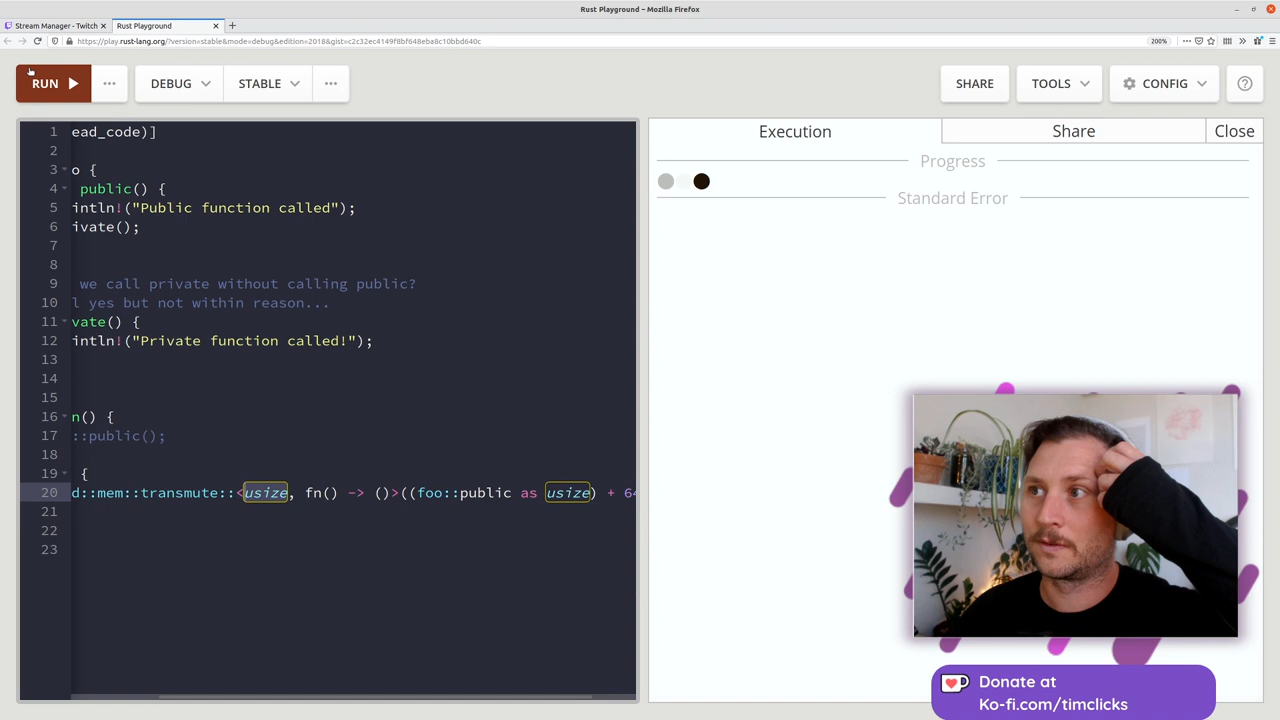 Rust Playground – Mozilla Firefox
Stream Manager - Twitch
Rust Playground
https://play.rust-lang.org/?version=stable&mode=debug&edition=2018&gist=c2c32ec4149f8bf648eba8c10bbd640c
200%
RUN
DEBUG
STABLE
SHARE
TOOLS
CONFIG
1 ead_code)]
2
3 o {
4 public() {
5 intln!("Public function called");
6 ivate();
7
8
9 we call private without calling public?
10 l yes but not within reason...
11 vate() {
12 intln!("Private function called!");
13
14
15
16 n() {
17 ::public();
18
19 {
20 d::mem::transmute::<usize, fn() -> ()>((foo::public as usize) + 64
21
22
23
Execution
Share
Close
Progress
Standard Error
Donate at
Ko-fi.com/timclicks